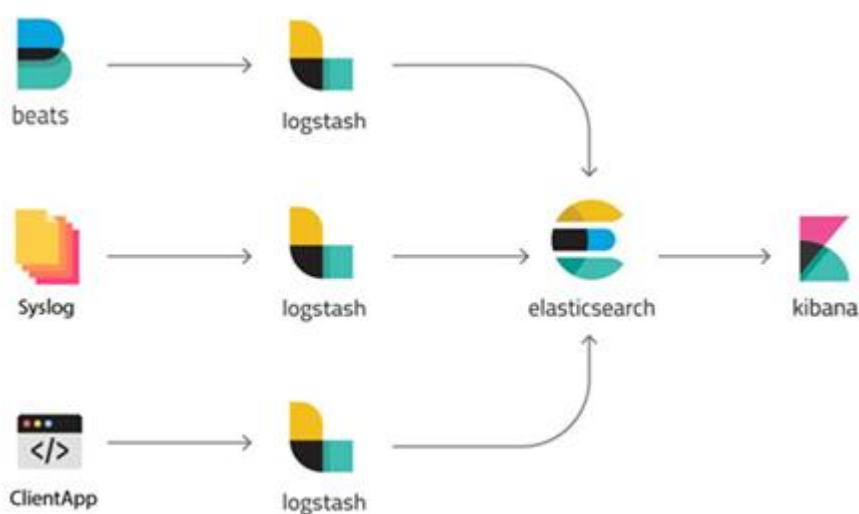 beats
logstash
Syslog
logstash
elasticsearch
kibana
</>
ClientApp
logstash